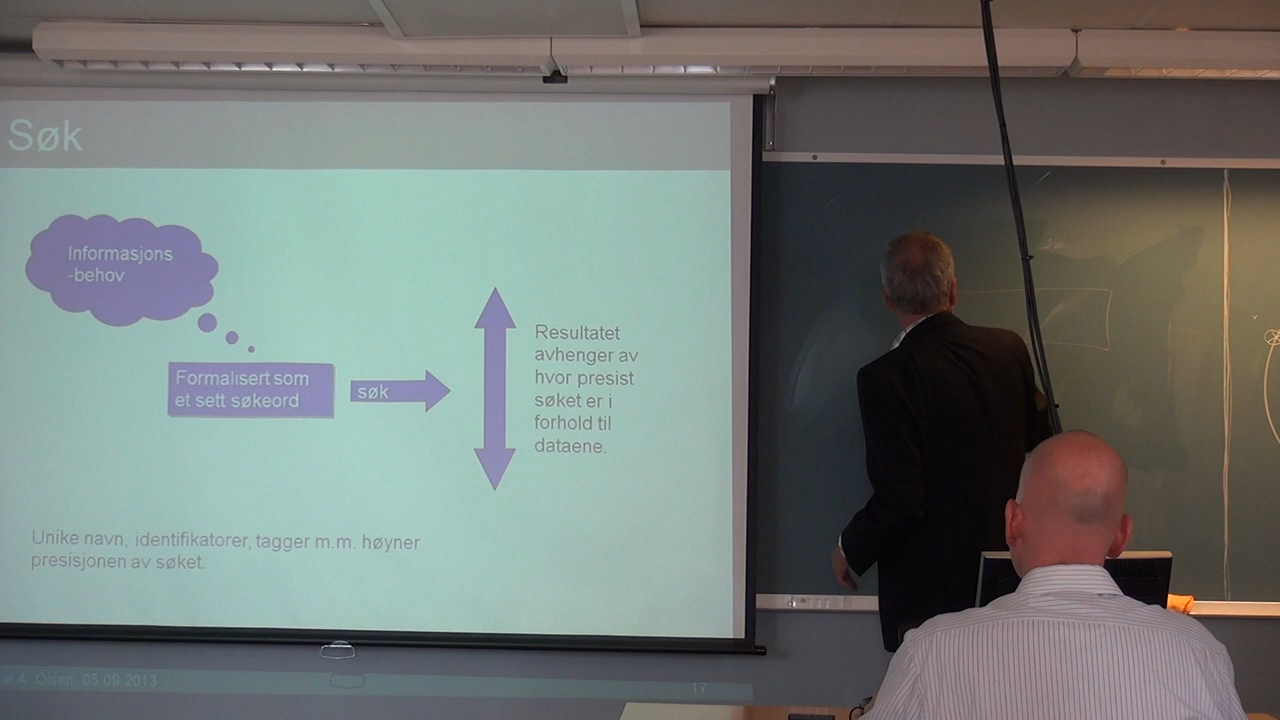 Søk
Informasjons
-behov
Formalisert som
et sett søkeord
søk
Resultatet
avhenger av
hvor presist
søket er i
forhold til
dataene.
Unike navn, identifikatorer, tagger m.m. høyner
presisjonen av søket.
A. Olsen, 05.09.2013
17